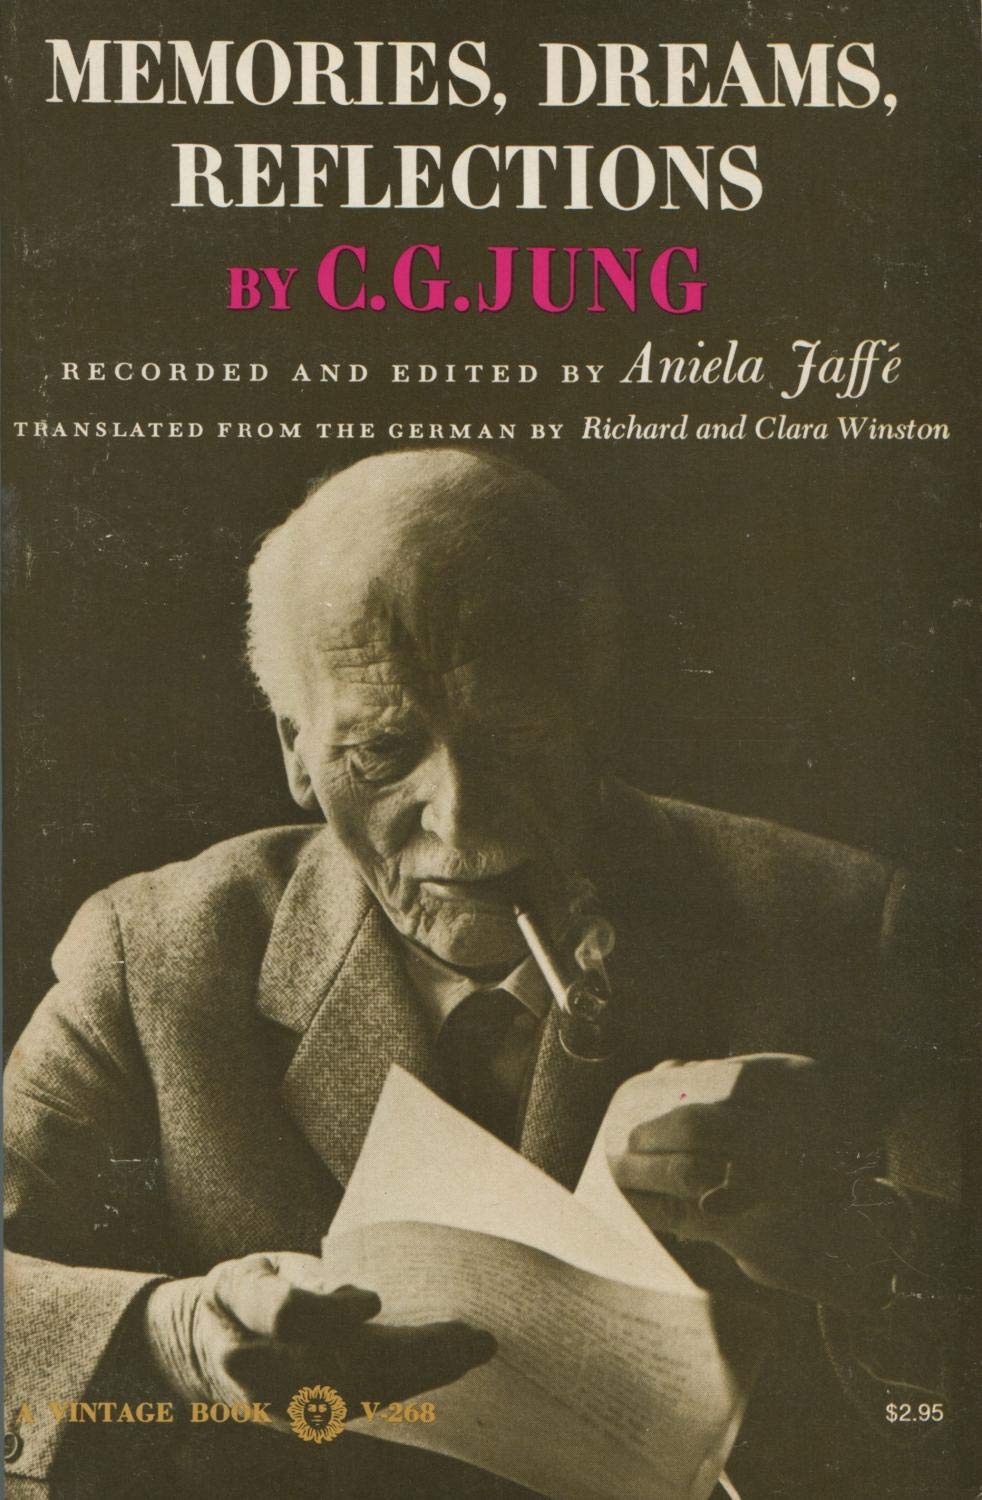 MEMORIES, DREAMS,
REFLECTIONS
BY C.G. JUNG
RECORDED AND EDITED BY Aniela Jaffé
TRANSLATED FROM THE GERMAN BY Richard and Clara Winston
A VINTAGE BOOK V-268
$2.95